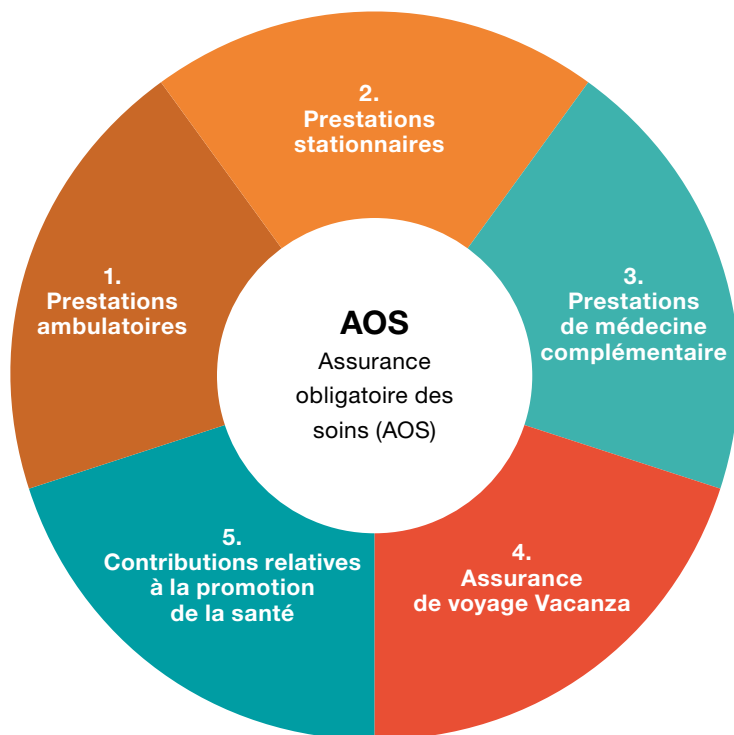 2.
Prestations
stationnaires
1.
Prestations
ambulatoires
3.
Prestations
de médecine
complémentaire
AOS
Assurance
obligatoire des
soins (AOS)
5.
Contributions relatives
à la promotion
de la santé
4.
Assurance
de voyage Vacanza